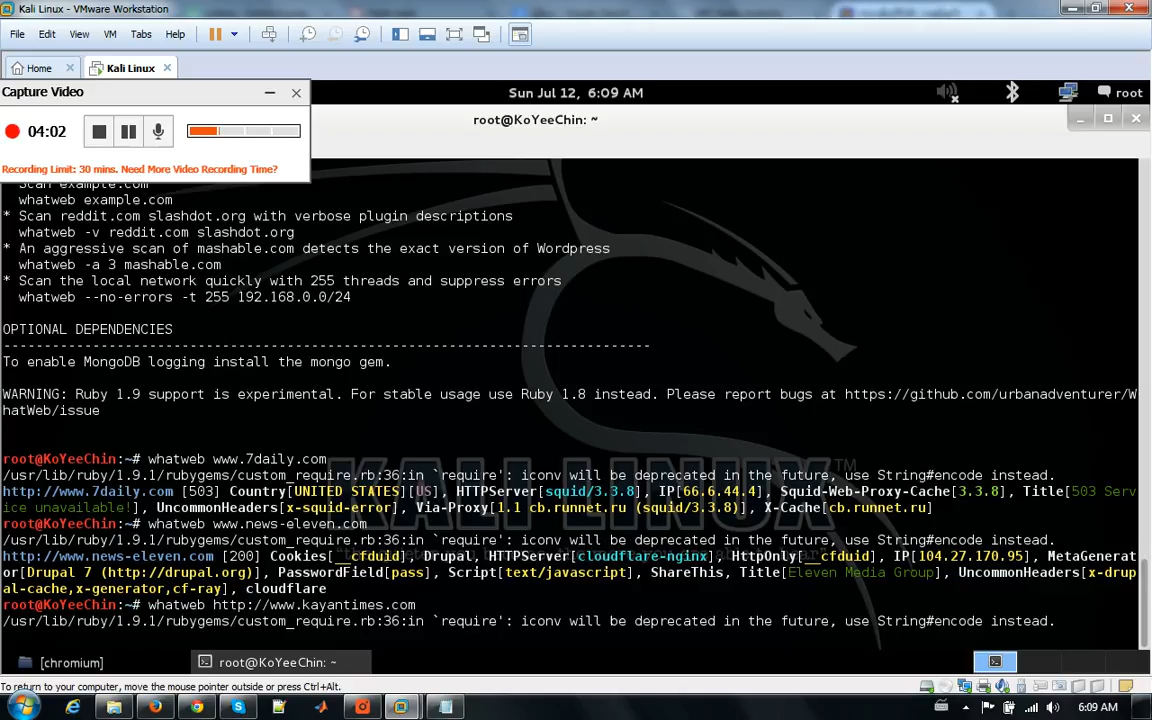 Kali Linux - VMware Workstation
File Edit View VM Tabs Help
Home Kali Linux
Capture Video
Sun Jul 12, 6:09 AM
root
root@KoYeeChin: ~
04:02
Recording Limit: 30 mins. Need More Video Recording Time?
Scan example.com
whatweb example.com
* Scan reddit.com slashdot.org with verbose plugin descriptions
whatweb -v reddit.com slashdot.org
* An aggressive scan of mashable.com detects the exact version of Wordpress
whatweb -a 3 mashable.com
* Scan the local network quickly with 255 threads and suppress errors
whatweb --no-errors -t 255 192.168.0.0/24
OPTIONAL DEPENDENCIES
--------------------------------------------------------------------------------
To enable MongoDB logging install the mongo gem.
WARNING: Ruby 1.9 support is experimental. For stable usage use Ruby 1.8 instead. Please report bugs at https://github.com/urbanadventurer/W
hatWeb/issue
root@KoYeeChin:~# whatweb www.7daily.com
/usr/lib/ruby/1.9.1/rubygems/custom_require.rb:36:in `require': iconv will be deprecated in the future, use String#encode instead.
http://www.7daily.com [503] Country[UNITED STATES][US], HTTPServer[squid/3.3.8], IP[66.6.44.4], Squid-Web-Proxy-Cache[3.3.8], Title[503 Serv
ice unavailable!], UncommonHeaders[x-squid-error], Via-Proxy[1.1 cb.runnet.ru (squid/3.3.8)], X-Cache[cb.runnet.ru]
root@KoYeeChin:~# whatweb www.news-eleven.com
/usr/lib/ruby/1.9.1/rubygems/custom_require.rb:36:in `require': iconv will be deprecated in the future, use String#encode instead.
http://www.news-eleven.com [200] Cookies[__cfduid], Drupal, HTTPServer[cloudflare-nginx], HttpOnly[__cfduid], IP[104.27.170.95], MetaGenerat
or[Drupal 7 (http://drupal.org)], PasswordField[pass], Script[text/javascript], ShareThis, Title[Eleven Media Group], UncommonHeaders[x-drup
al-cache,x-generator,cf-ray], cloudflare
root@KoYeeChin:~# whatweb http://www.kayantimes.com
/usr/lib/ruby/1.9.1/rubygems/custom_require.rb:36:in `require': iconv will be deprecated in the future, use String#encode instead.
KALI LINUX™
[chromium] root@KoYeeChin: ~
To return to your computer, move the mouse pointer outside or press Ctrl+Alt.
6:09 AM